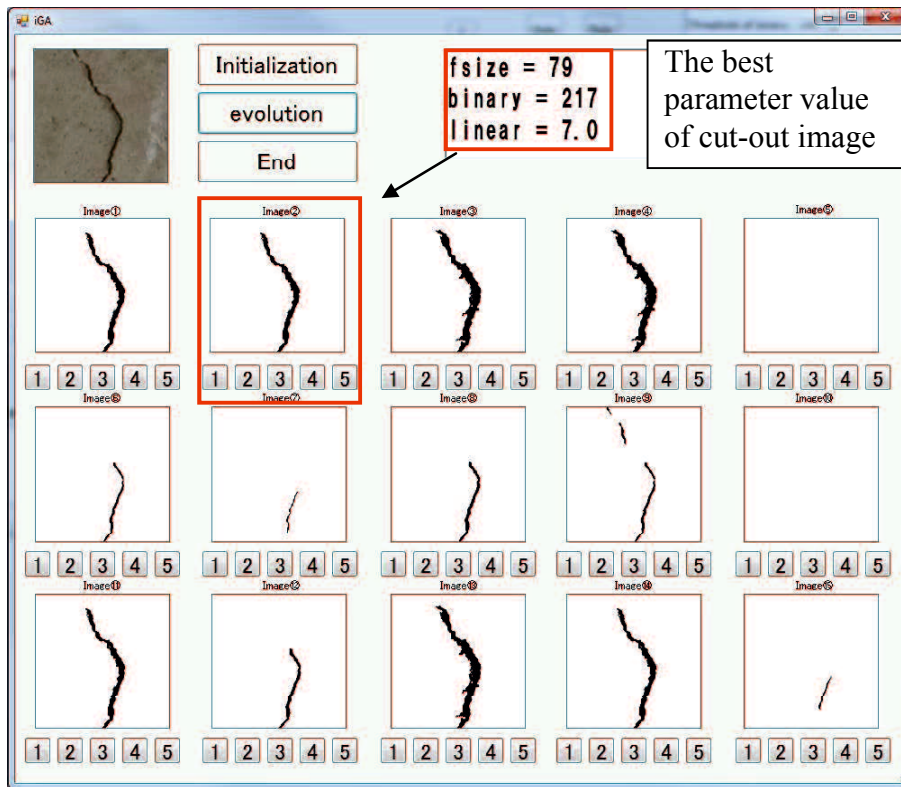 iGA
Initialization
evolution
End
fsize = 79
binary = 217
linear = 7.0
The best
parameter value
of cut-out image
Image① Image② Image③ Image④ Image⑤
1 2 3 4 5 1 2 3 4 5 1 2 3 4 5 1 2 3 4 5 1 2 3 4 5
Image⑥ Image⑦ Image⑧ Image⑨ Image⑩
1 2 3 4 5 1 2 3 4 5 1 2 3 4 5 1 2 3 4 5 1 2 3 4 5
Image⑪ Image⑫ Image⑬ Image⑭ Image⑮
1 2 3 4 5 1 2 3 4 5 1 2 3 4 5 1 2 3 4 5 1 2 3 4 5